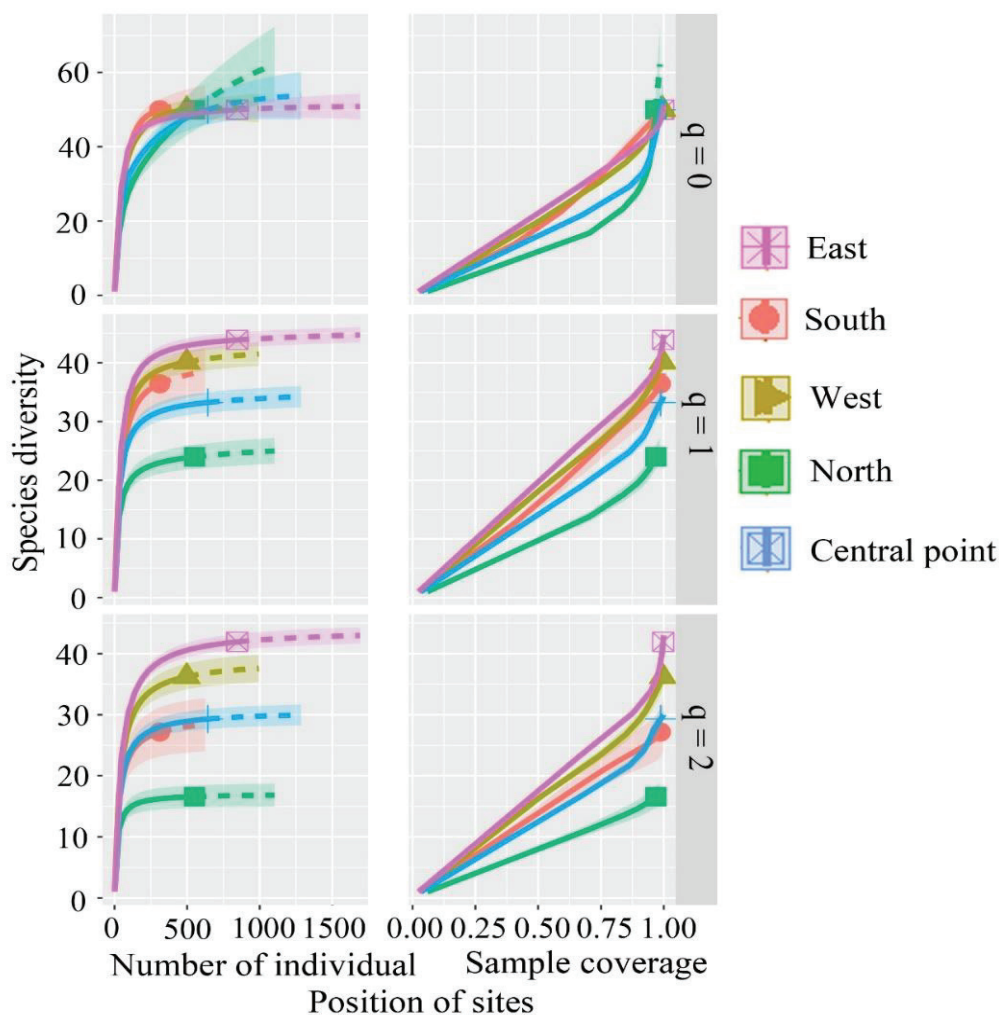 Species diversity
60
40
20
0
q = 0
40
30
20
10
0
q = 1
40
30
20
10
0
q = 2
0 500 1000 1500
0.00 0.25 0.50 0.75 1.00
Number of individual
Sample coverage
Position of sites
East
South
West
North
Central point